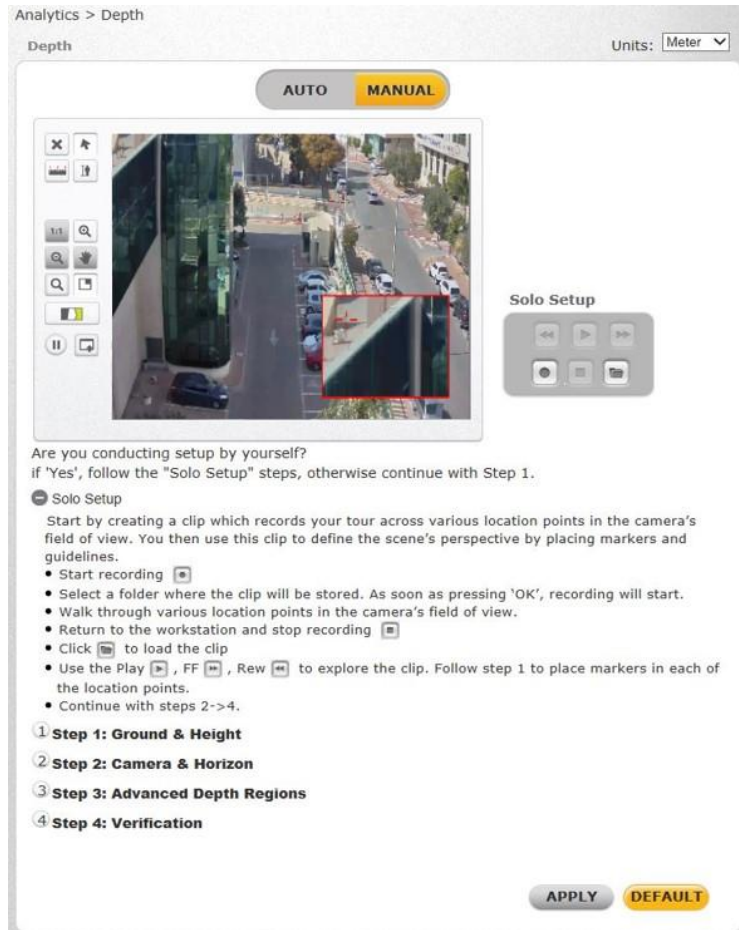 Analytics > Depth
Depth
Units: Meter
AUTO MANUAL
1:1
Solo Setup
Are you conducting setup by yourself?
if 'Yes', follow the "Solo Setup" steps, otherwise continue with Step 1.
Solo Setup
Start by creating a clip which records your tour across various location points in the camera's
field of view. You then use this clip to define the scene's perspective by placing markers and
guidelines.
• Start recording
• Select a folder where the clip will be stored. As soon as pressing 'OK', recording will start.
• Walk through various location points in the camera's field of view.
• Return to the workstation and stop recording
• Click to load the clip
• Use the Play , FF , Rew to explore the clip. Follow step 1 to place markers in each of
the location points.
• Continue with steps 2->4.
1 Step 1: Ground & Height
2 Step 2: Camera & Horizon
3 Step 3: Advanced Depth Regions
4 Step 4: Verification
APPLY DEFAULT